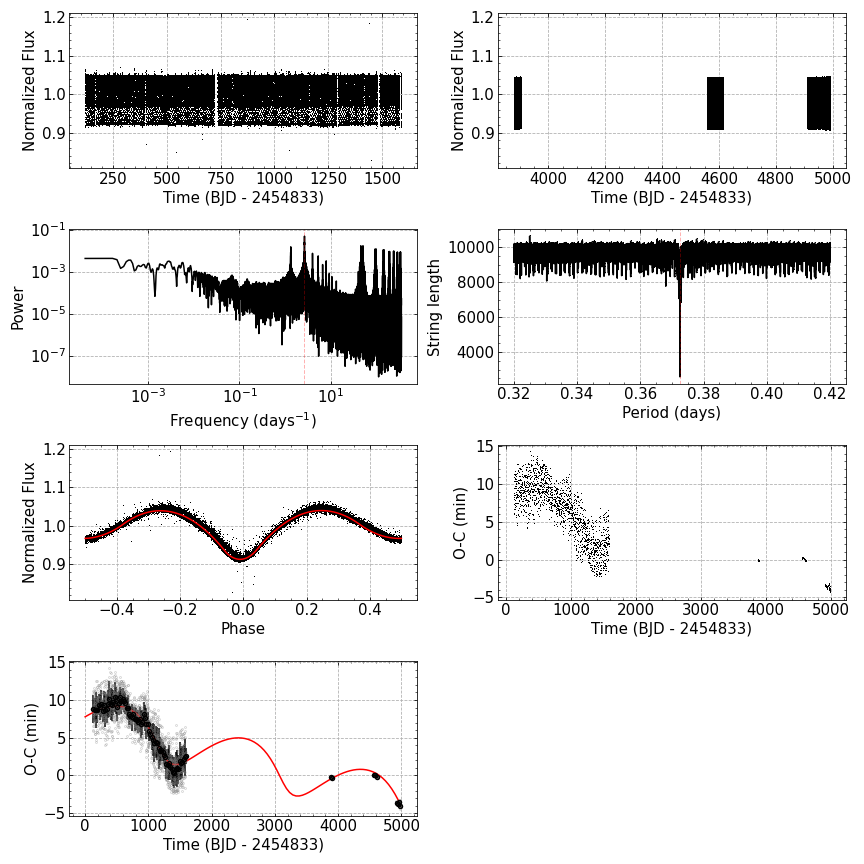 1.2
1.1
1.0
0.9
Normalized Flux
250 500 750 1000 1250 1500
Time (BJD - 2454833)
1.2
1.1
1.0
0.9
Normalized Flux
4000 4200 4400 4600 4800 5000
Time (BJD - 2454833)
10⁻¹
10⁻³
10⁻⁵
10⁻⁷
Power
10⁻³ 10⁻¹ 10¹
Frequency (days⁻¹)
10000
8000
6000
4000
String length
0.32 0.34 0.36 0.38 0.40 0.42
Period (days)
1.2
1.1
1.0
0.9
Normalized Flux
−0.4 −0.2 0.0 0.2 0.4
Phase
15
10
5
0
−5
O-C (min)
0 1000 2000 3000 4000 5000
Time (BJD - 2454833)
15
10
5
0
−5
O-C (min)
0 1000 2000 3000 4000 5000
Time (BJD - 2454833)